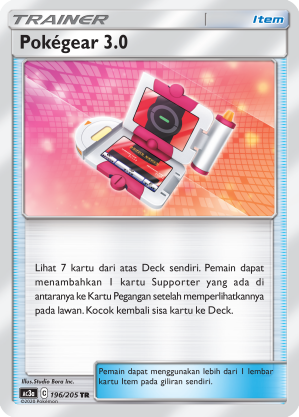 TRAINER
Item
Pokégear 3.0
Lihat 7 kartu dari atas Deck sendiri. Pemain dapat
menambahkan 1 kartu Supporter yang ada di
antaranya ke Kartu Pegangan setelah memperlihatkannya
pada lawan. Kocok kembali sisa kartu ke Deck.
Illus.Studio Bora Inc.
Pemain dapat menggunakan lebih dari 1 lembar
kartu Item pada giliran sendiri.
G 196/205 TR